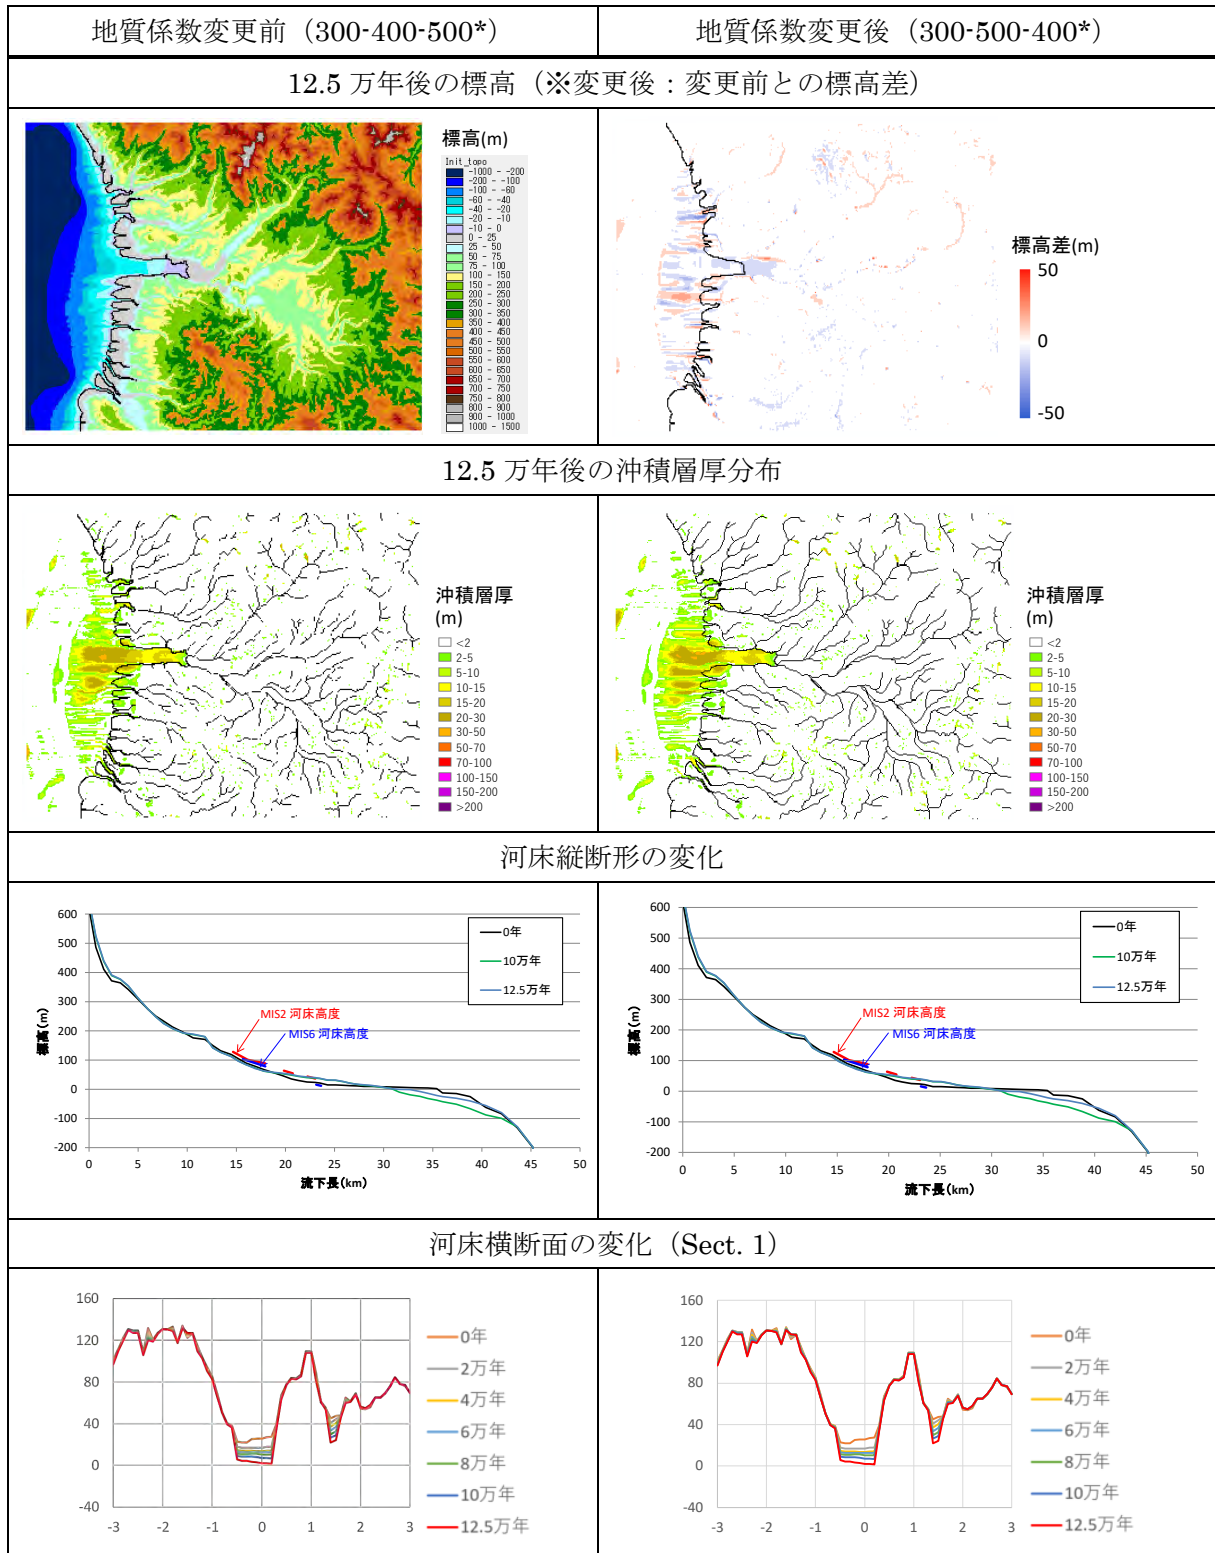 地質係数変更前（300-400-500*）
地質係数変更後（300-500-400*）
12.5 万年後の標高（※変更後：変更前との標高差）
標高(m)
Init_topo
-1000 - -200
-200 - -100
-100 - -60
-60 - -40
-40 - -20
-20 - -10
-10 - 0
0 - 25
25 - 50
50 - 75
75 - 100
100 - 150
150 - 200
200 - 250
250 - 300
300 - 350
350 - 400
400 - 450
450 - 500
500 - 550
550 - 600
600 - 650
650 - 700
700 - 750
750 - 800
800 - 900
900 - 1000
1000 - 1500
標高差(m)
50
0
-50
12.5 万年後の沖積層厚分布
沖積層厚
(m)
<2
2-5
5-10
10-15
15-20
20-30
30-50
50-70
70-100
100-150
150-200
>200
沖積層厚
(m)
<2
2-5
5-10
10-15
15-20
20-30
30-50
50-70
70-100
100-150
150-200
>200
河床縦断形の変化
600
500
400
300
200
100
0
-100
-200
標高(m)
0年
10万年
12.5万年
MIS2 河床高度
MIS6 河床高度
0 5 10 15 20 25 30 35 40 45 50
流下長(km)
600
500
400
300
200
100
0
-100
-200
標高(m)
0年
10万年
12.5万年
MIS2 河床高度
MIS6 河床高度
0 5 10 15 20 25 30 35 40 45 50
流下長(km)
河床横断面の変化（Sect. 1）
160
120
80
40
0
-40
-3 -2 -1 0 1 2 3
0年
2万年
4万年
6万年
8万年
10万年
12.5万年
160
120
80
40
0
-40
-3 -2 -1 0 1 2 3
0年
2万年
4万年
6万年
8万年
10万年
12.5万年